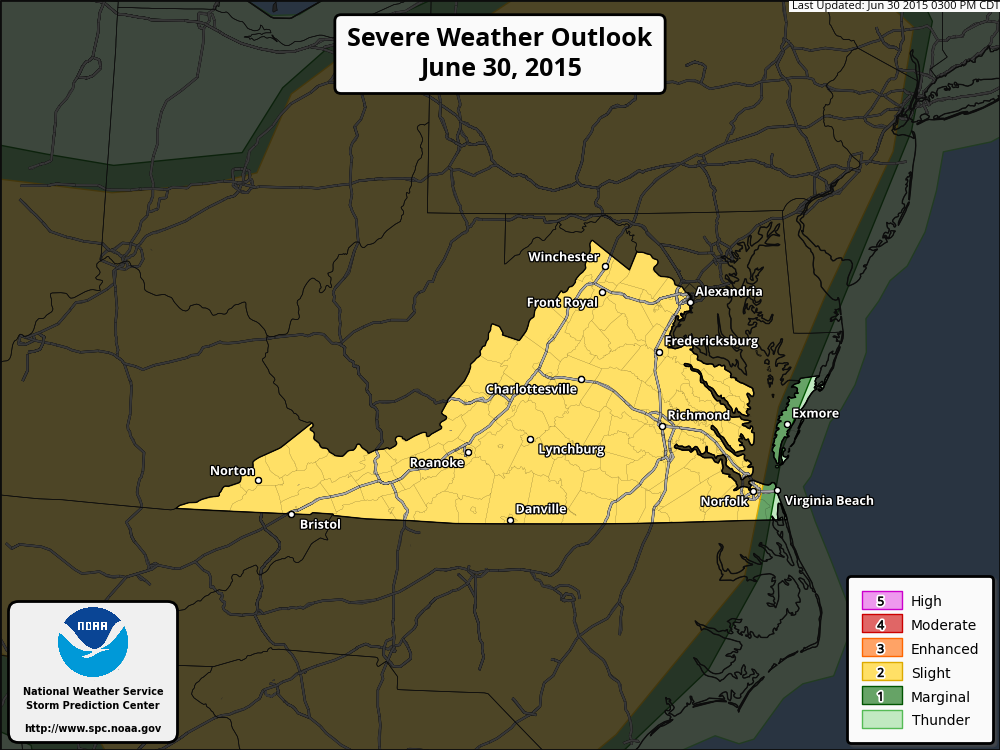 Last Updated: Jun 30 2015 0300 PM CDT
Severe Weather Outlook
June 30, 2015
Winchester
Alexandria
Front Royal
Fredericksburg
Charlottesville
Richmond
Exmore
Lynchburg
Roanoke
Norton
Norfolk
Virginia Beach
Danville
Bristol
5 High
4 Moderate
3 Enhanced
2 Slight
1 Marginal
Thunder
NOAA
National Weather Service
Storm Prediction Center
http://www.spc.noaa.gov